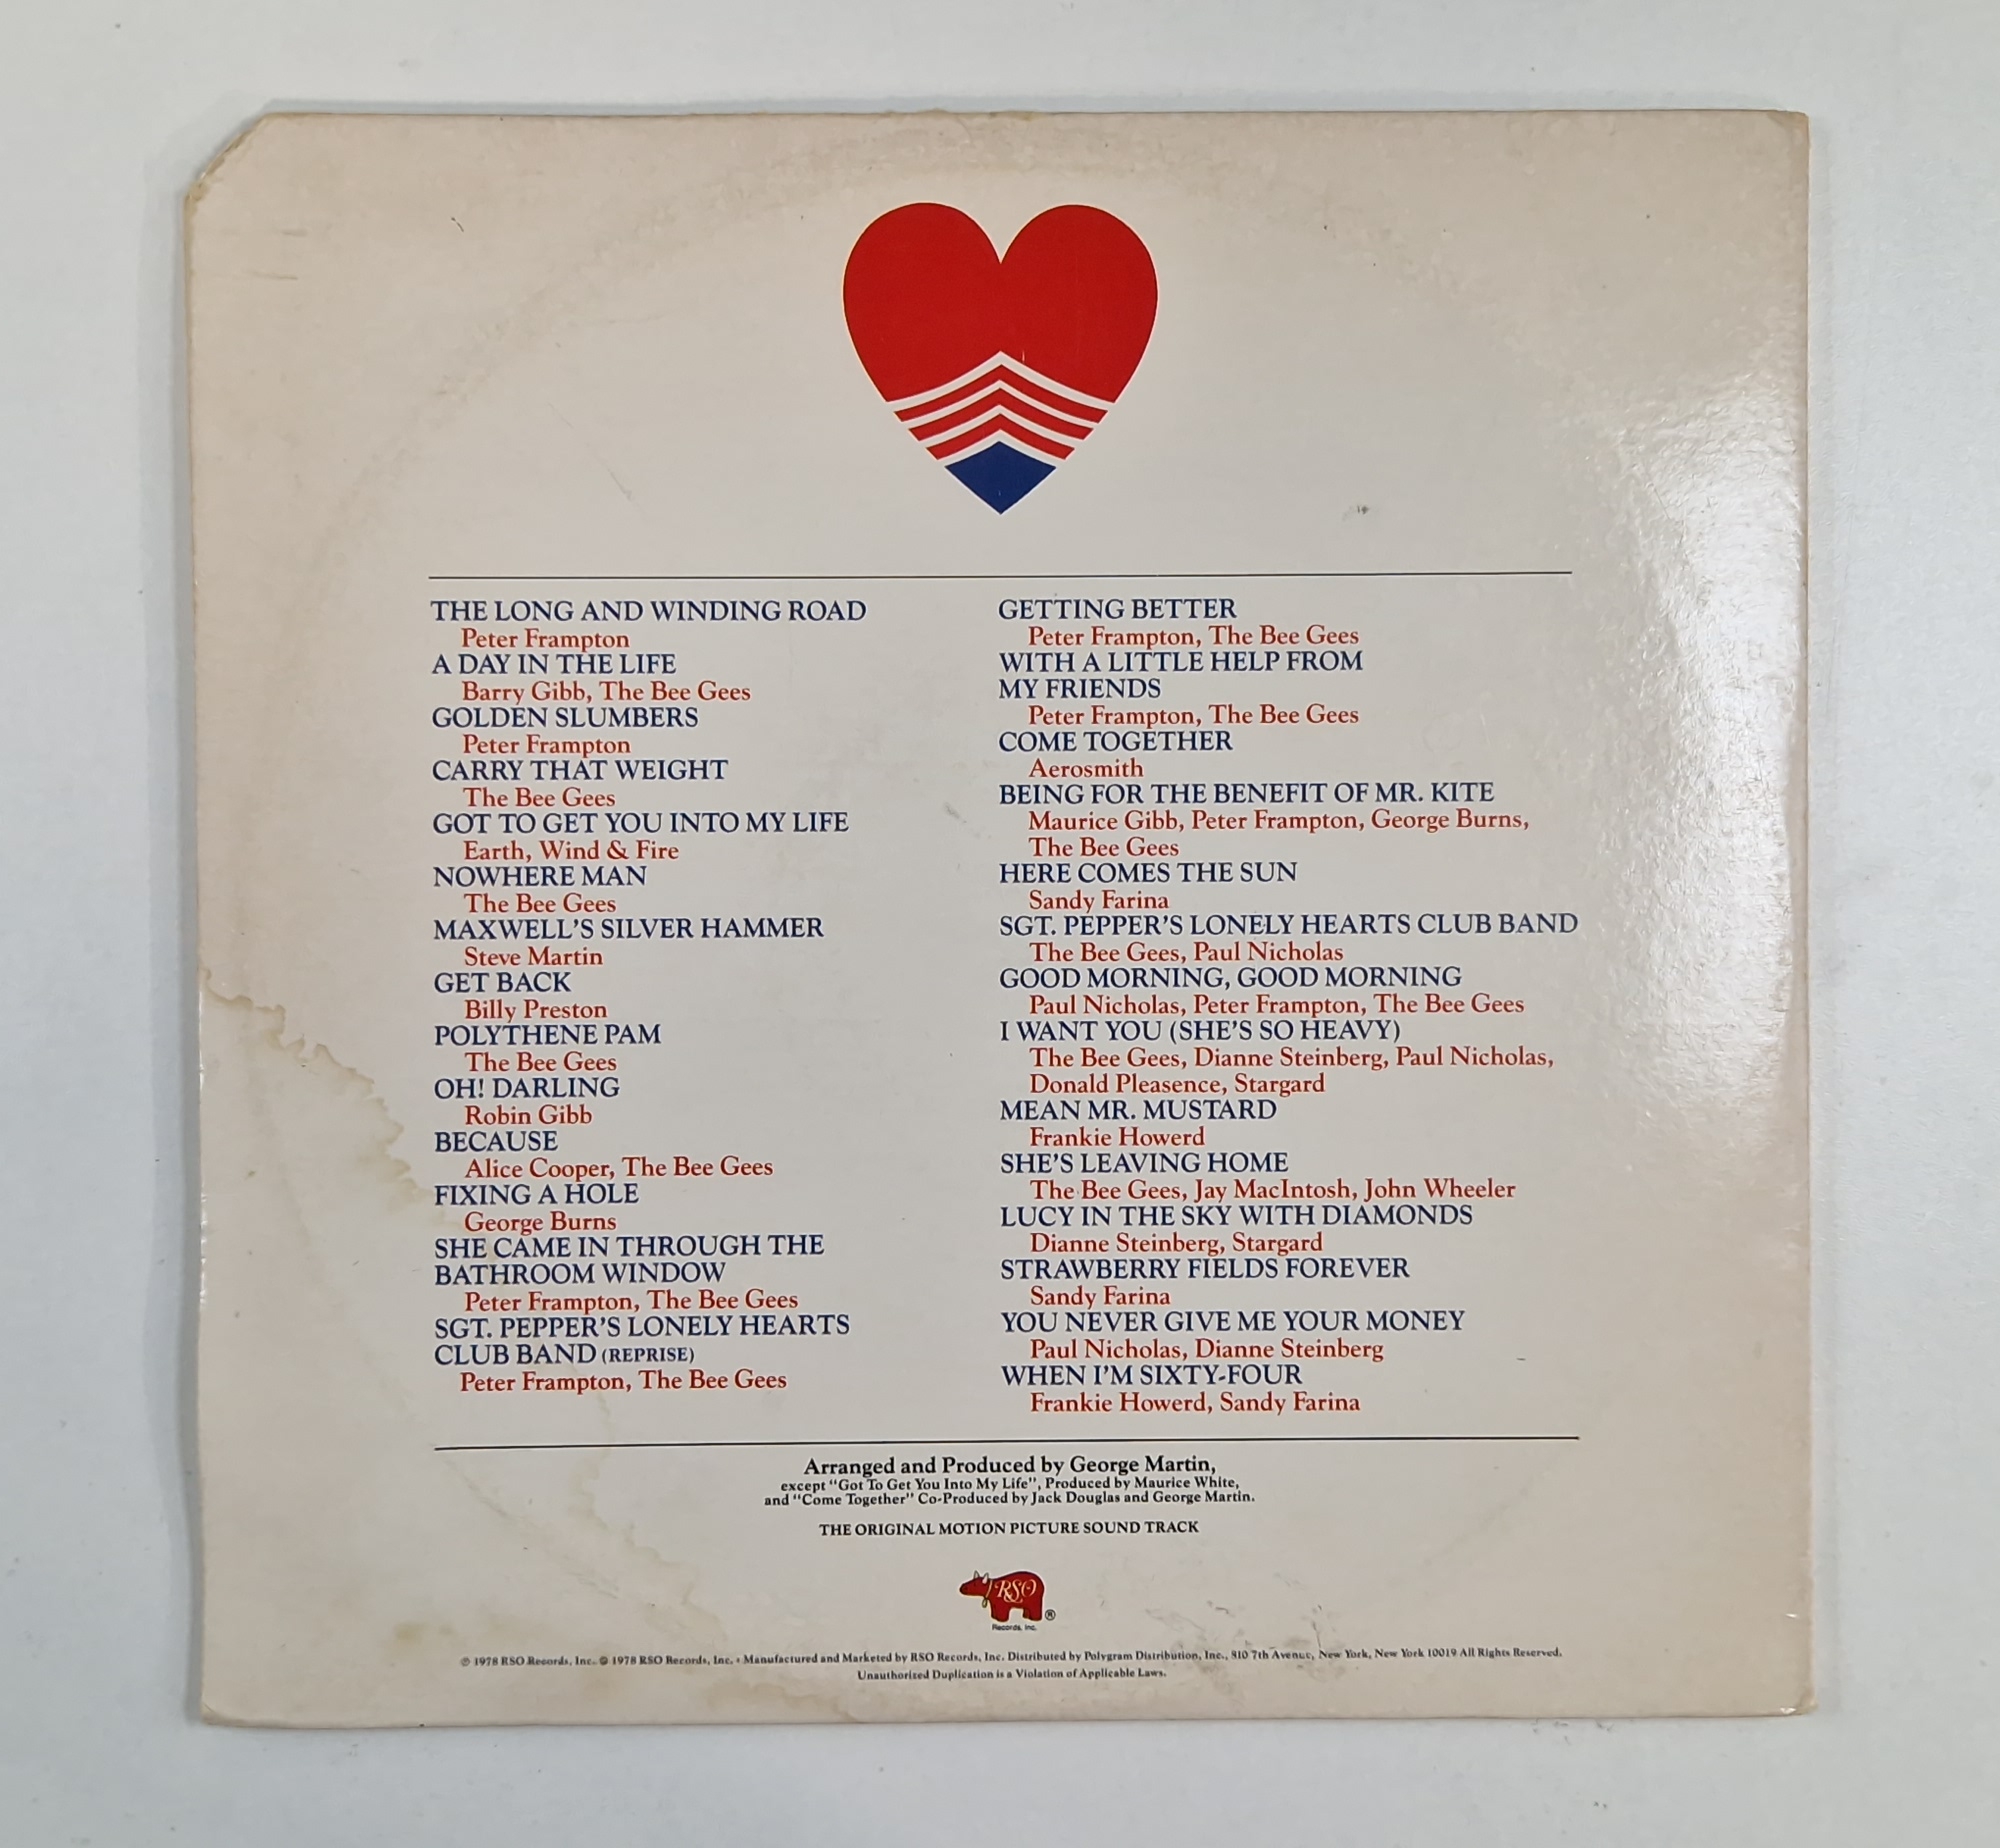 THE LONG AND WINDING ROAD
Peter Frampton
A DAY IN THE LIFE
Barry Gibb, The Bee Gees
GOLDEN SLUMBERS
Peter Frampton
CARRY THAT WEIGHT
The Bee Gees
GOT TO GET YOU INTO MY LIFE
Earth, Wind & Fire
NOWHERE MAN
The Bee Gees
MAXWELL'S SILVER HAMMER
Steve Martin
GET BACK
Billy Preston
POLYTHENE PAM
The Bee Gees
OH! DARLING
Robin Gibb
BECAUSE
Alice Cooper, The Bee Gees
FIXING A HOLE
George Burns
SHE CAME IN THROUGH THE
BATHROOM WINDOW
Peter Frampton, The Bee Gees
SGT. PEPPER'S LONELY HEARTS
CLUB BAND (REPRISE)
Peter Frampton, The Bee Gees
GETTING BETTER
Peter Frampton, The Bee Gees
WITH A LITTLE HELP FROM
MY FRIENDS
Peter Frampton, The Bee Gees
COME TOGETHER
Aerosmith
BEING FOR THE BENEFIT OF MR. KITE
Maurice Gibb, Peter Frampton, George Burns,
The Bee Gees
HERE COMES THE SUN
Sandy Farina
SGT. PEPPER'S LONELY HEARTS CLUB BAND
The Bee Gees, Paul Nicholas
GOOD MORNING, GOOD MORNING
Paul Nicholas, Peter Frampton, The Bee Gees
I WANT YOU (SHE'S SO HEAVY)
The Bee Gees, Dianne Steinberg, Paul Nicholas,
Donald Pleasence, Stargard
MEAN MR. MUSTARD
Frankie Howerd
SHE'S LEAVING HOME
The Bee Gees, Jay MacIntosh, John Wheeler
LUCY IN THE SKY WITH DIAMONDS
Dianne Steinberg, Stargard
STRAWBERRY FIELDS FOREVER
Sandy Farina
YOU NEVER GIVE ME YOUR MONEY
Paul Nicholas, Dianne Steinberg
WHEN I'M SIXTY-FOUR
Frankie Howerd, Sandy Farina
Arranged and Produced by George Martin,
except "Got To Get You Into My Life", Produced by Maurice White,
and "Come Together" Co-Produced by Jack Douglas and George Martin.
THE ORIGINAL MOTION PICTURE SOUND TRACK
RSO
®
Records, Inc.
℗ 1978 RSO Records, Inc. © 1978 RSO Records, Inc. • Manufactured and Marketed by RSO Records, Inc. Distributed by Polygram Distribution, Inc., 810 7th Avenue, New York, New York 10019 All Rights Reserved.
Unauthorized Duplication is a Violation of Applicable Laws.